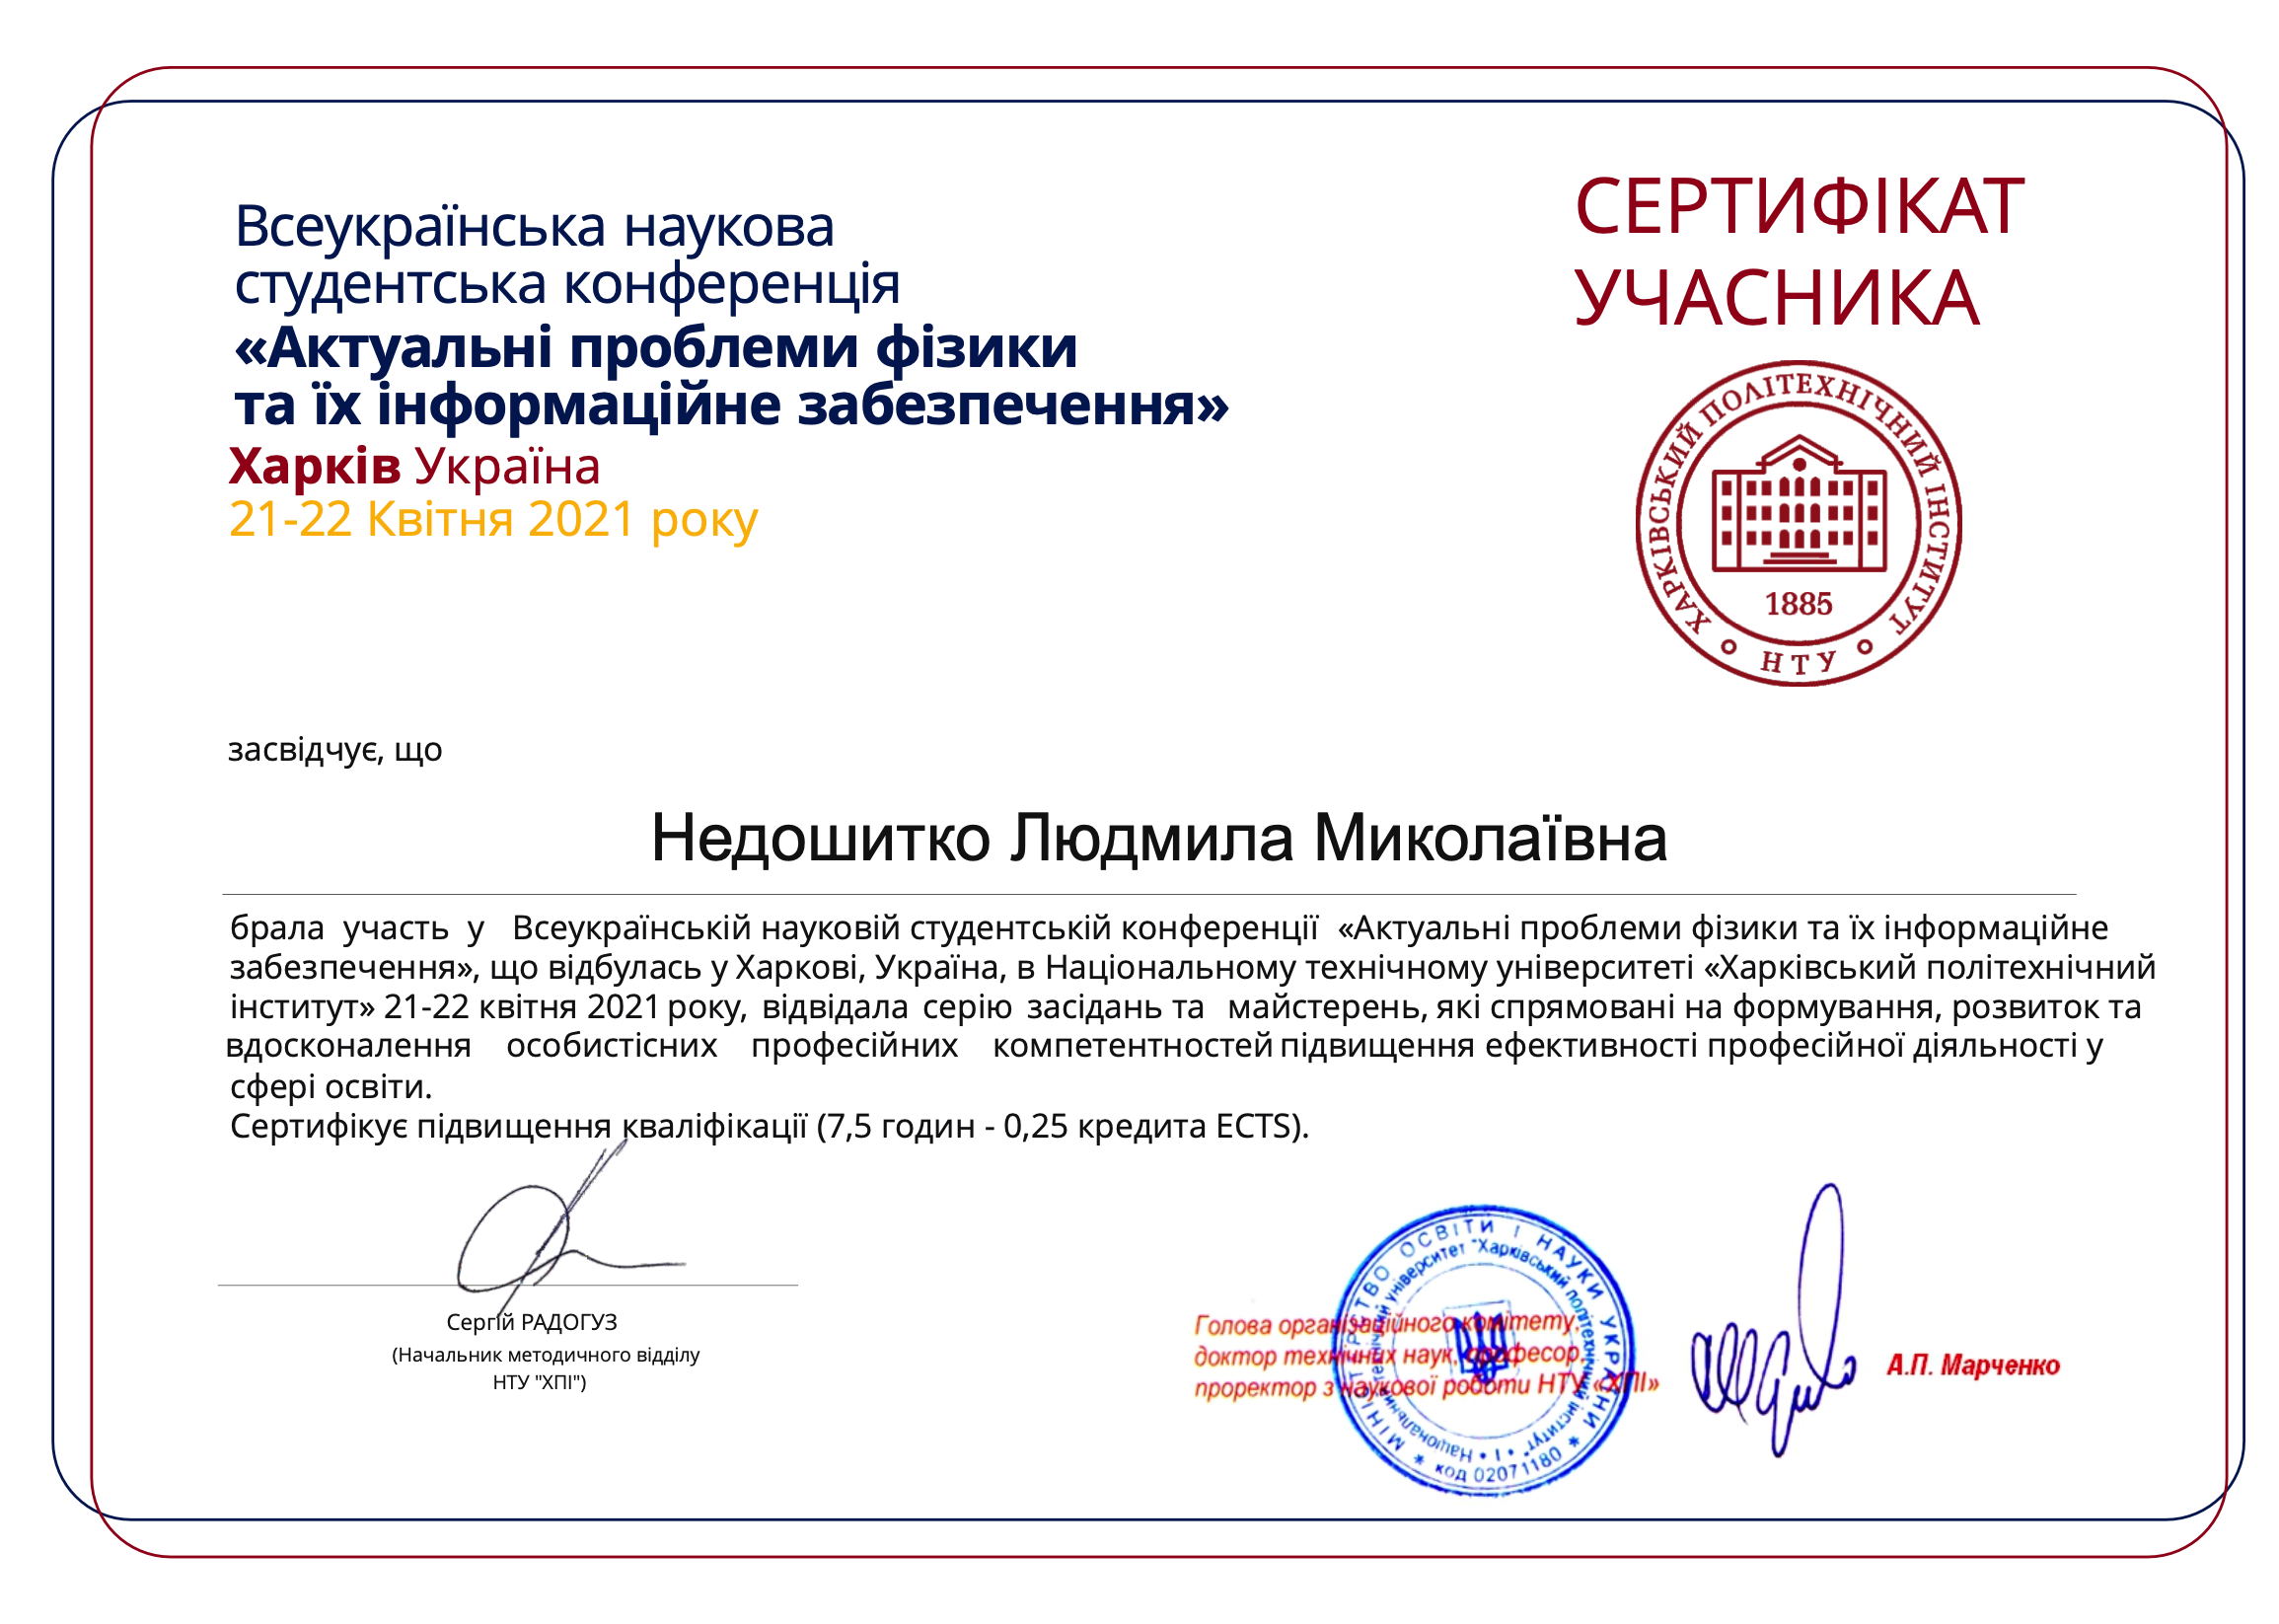 Всеукраїнська наукова
студентська конференція
«Актуальні проблеми фізики
та їх інформаційне забезпечення»
Харків Україна
21-22 Квітня 2021 року
СЕРТИФІКАТ
УЧАСНИКА
ХАРКІВСЬКИЙ ПОЛІТЕХНІЧНИЙ ІНСТИТУТ
1885
НТУ
засвідчує, що
Недошитко Людмила Миколаївна
брала участь у Всеукраїнській науковій студентській конференції «Актуальні проблеми фізики та їх інформаційне
забезпечення», що відбулась у Харкові, Україна, в Національному технічному університеті «Харківський політехнічний
інститут» 21-22 квітня 2021 року, відвідала серію засідань та майстерень, які спрямовані на формування, розвиток та
вдосконалення особистісних професійних компетентностей підвищення ефективності професійної діяльності у
сфері освіти.
Сертифікує підвищення кваліфікації (7,5 годин - 0,25 кредита ECTS).
Сергій РАДОГУЗ
(Начальник методичного відділу
НТУ "ХПІ")
Голова організаційного комітету,
доктор технічних наук, професор,
проректор з наукової роботи НТУ «ХПІ»
МІНІСТЕРСТВО ОСВІТИ І НАУКИ УКРАЇНИ
* код 02071180 *
Національний технічний університет "Харківський політехнічний інститут" • 1 •
А.П. Марченко